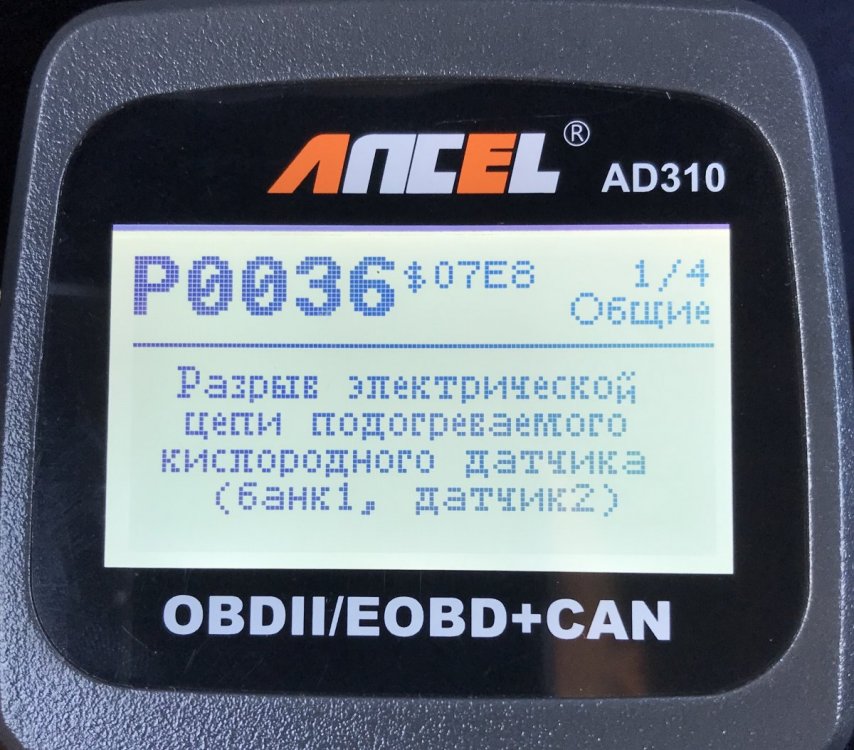 ANCEL® AD310
P0036 $07E8 1/4
Общие
Разрыв электрической
цепи подогреваемого
кислородного датчика
(банк1, датчик2)
OBDII/EOBD+CAN